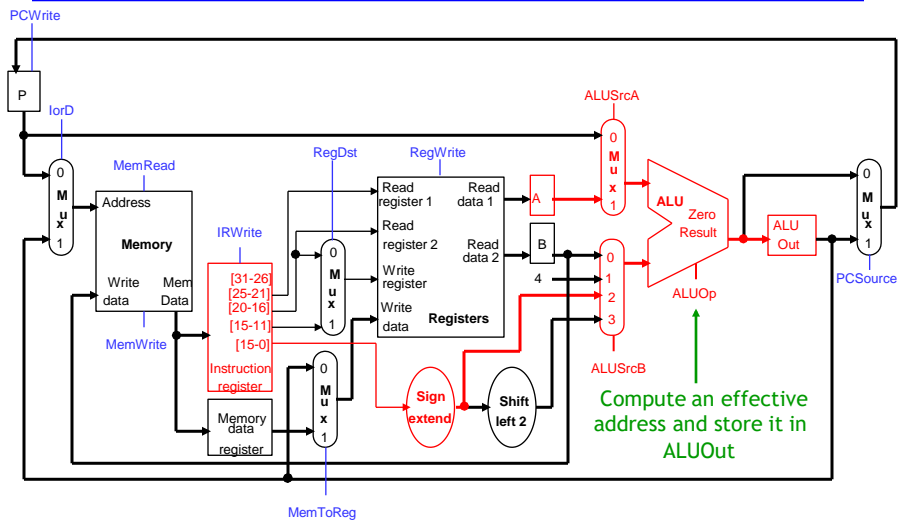 PCWrite
P
IorD
0
M
u
x
1
MemRead
Address
Memory
Write
data
Mem
Data
MemWrite
IRWrite
[31-26]
[25-21]
[20-16]
[15-11]
[15-0]
Instruction
register
Memory
data
register
RegDst
0
M
u
x
1
0
M
u
x
1
MemToReg
RegWrite
Read
register 1
Read
register 2
Write
register
Write
data
Read
data 1
Read
data 2
Registers
Sign
extend
Shift
left 2
A
B
4
ALUSrcA
0
M
u
x
1
0
1
2
3
ALUSrcB
ALU
Zero
Result
ALUOp
ALU
Out
0
M
u
x
1
PCSource
Compute an effective
address and store it in
ALUOut